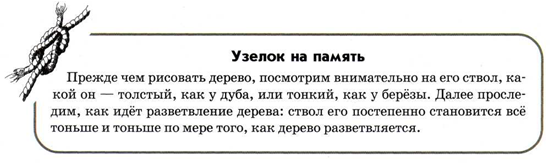 Узелок на память
Прежде чем рисовать дерево, посмотрим внимательно на его ствол, ка-
кой он — толстый, как у дуба, или тонкий, как у берёзы. Далее просле-
дим, как идёт разветвление дерева: ствол его постепенно становится всё
тоньше и тоньше по мере того, как дерево разветвляется.